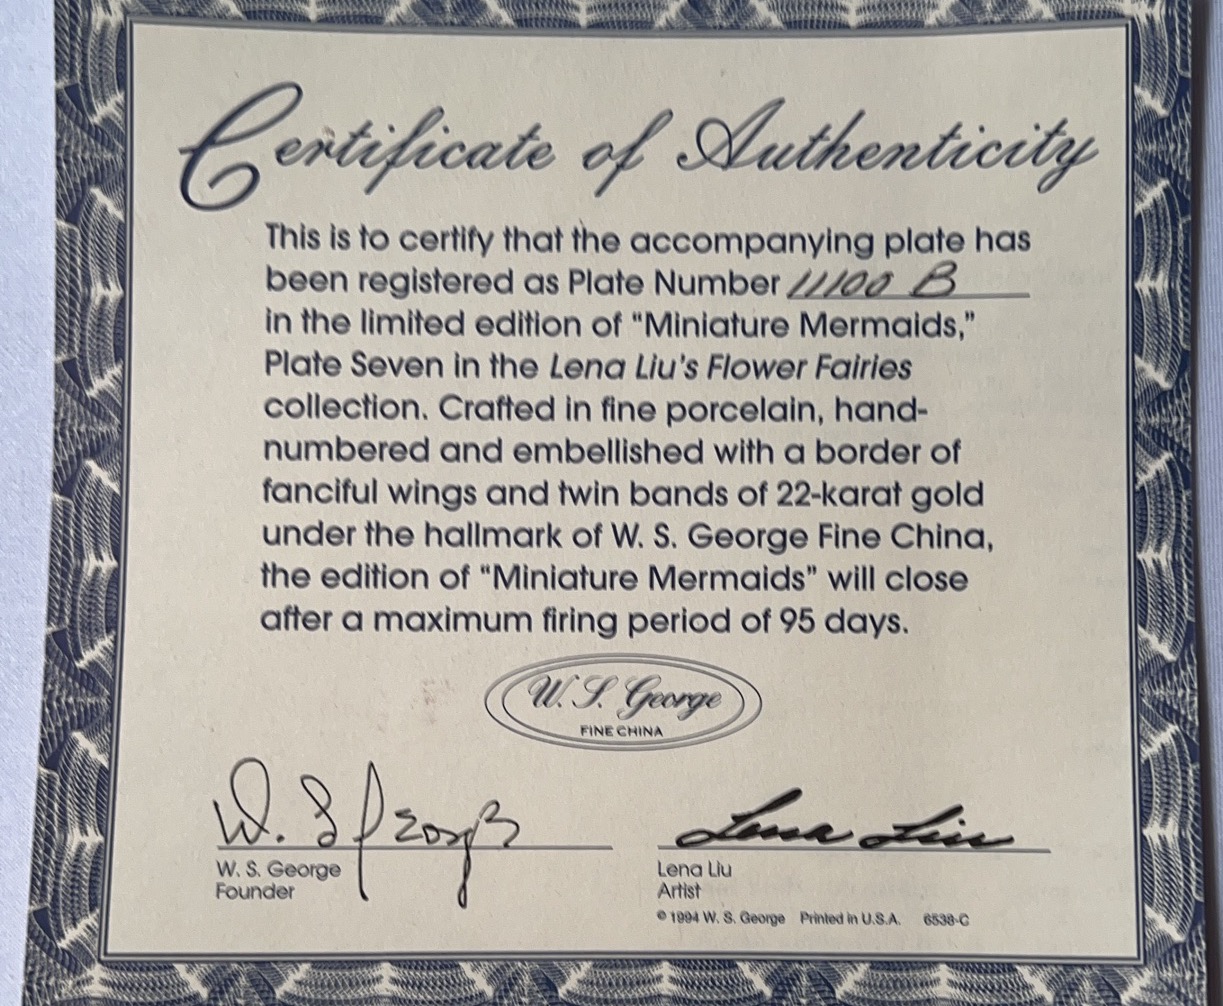 Certificate of Authenticity
This is to certify that the accompanying plate has
been registered as Plate Number 11100 B
in the limited edition of “Miniature Mermaids,”
Plate Seven in the Lena Liu's Flower Fairies
collection. Crafted in fine porcelain, hand-
numbered and embellished with a border of
fanciful wings and twin bands of 22-karat gold
under the hallmark of W. S. George Fine China,
the edition of “Miniature Mermaids” will close
after a maximum firing period of 95 days.
W. S. George
FINE CHINA
W. S George Lena Liu
W. S. George
Founder
Lena Liu
Artist
© 1994 W. S. George Printed in U.S.A. 6538-C